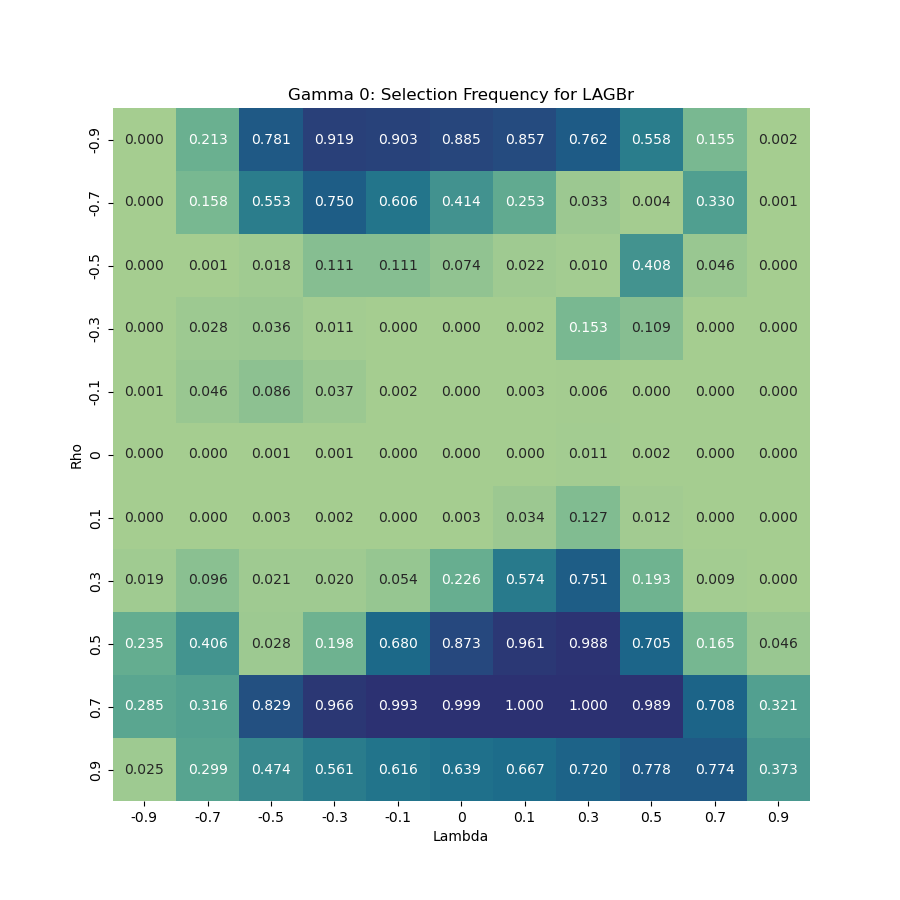 Gamma 0: Selection Frequency for LAGBr
-0.9 0.000 0.213 0.781 0.919 0.903 0.885 0.857 0.762 0.558 0.155 0.002
-0.7 0.000 0.158 0.553 0.750 0.606 0.414 0.253 0.033 0.004 0.330 0.001
-0.5 0.000 0.001 0.018 0.111 0.111 0.074 0.022 0.010 0.408 0.046 0.000
-0.3 0.000 0.028 0.036 0.011 0.000 0.000 0.002 0.153 0.109 0.000 0.000
-0.1 0.001 0.046 0.086 0.037 0.002 0.000 0.003 0.006 0.000 0.000 0.000
Rho
0 0.000 0.000 0.001 0.001 0.000 0.000 0.000 0.011 0.002 0.000 0.000
0.1 0.000 0.000 0.003 0.002 0.000 0.003 0.034 0.127 0.012 0.000 0.000
0.3 0.019 0.096 0.021 0.020 0.054 0.226 0.574 0.751 0.193 0.009 0.000
0.5 0.235 0.406 0.028 0.198 0.680 0.873 0.961 0.988 0.705 0.165 0.046
0.7 0.285 0.316 0.829 0.966 0.993 0.999 1.000 1.000 0.989 0.708 0.321
0.9 0.025 0.299 0.474 0.561 0.616 0.639 0.667 0.720 0.778 0.774 0.373
-0.9 -0.7 -0.5 -0.3 -0.1 0 0.1 0.3 0.5 0.7 0.9
Lambda